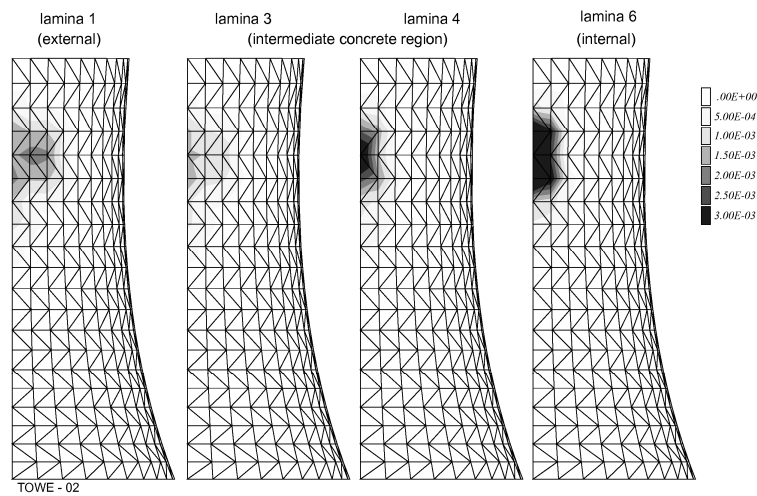 lamina 1
(external)
lamina 3
lamina 4
(intermediate concrete region)
lamina 6
(internal)
.00E+00
5.00E-04
1.00E-03
1.50E-03
2.00E-03
2.50E-03
3.00E-03
TOWE - 02